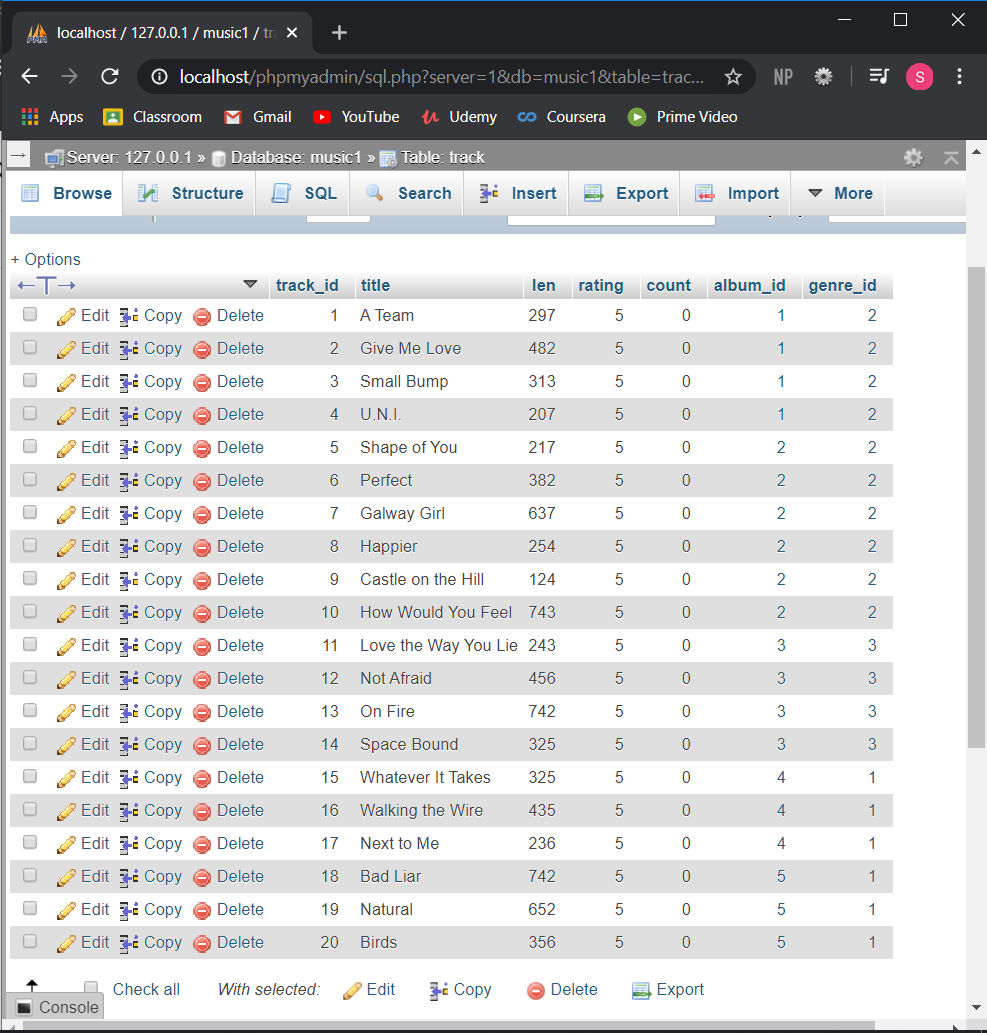 localhost / 127.0.0.1 / music1 / tr
localhost/phpmyadmin/sql.php?server=1&db=music1&table=trac... NP S
Apps Classroom Gmail YouTube Udemy Coursera Prime Video
Server: 127.0.0.1 » Database: music1 » Table: track
Browse Structure SQL Search Insert Export Import More
+ Options
←T→ track_id title len rating count album_id genre_id
Edit Copy Delete 1 A Team 297 5 0 1 2
Edit Copy Delete 2 Give Me Love 482 5 0 1 2
Edit Copy Delete 3 Small Bump 313 5 0 1 2
Edit Copy Delete 4 U.N.I. 207 5 0 1 2
Edit Copy Delete 5 Shape of You 217 5 0 2 2
Edit Copy Delete 6 Perfect 382 5 0 2 2
Edit Copy Delete 7 Galway Girl 637 5 0 2 2
Edit Copy Delete 8 Happier 254 5 0 2 2
Edit Copy Delete 9 Castle on the Hill 124 5 0 2 2
Edit Copy Delete 10 How Would You Feel 743 5 0 2 2
Edit Copy Delete 11 Love the Way You Lie 243 5 0 3 3
Edit Copy Delete 12 Not Afraid 456 5 0 3 3
Edit Copy Delete 13 On Fire 742 5 0 3 3
Edit Copy Delete 14 Space Bound 325 5 0 3 3
Edit Copy Delete 15 Whatever It Takes 325 5 0 4 1
Edit Copy Delete 16 Walking the Wire 435 5 0 4 1
Edit Copy Delete 17 Next to Me 236 5 0 4 1
Edit Copy Delete 18 Bad Liar 742 5 0 5 1
Edit Copy Delete 19 Natural 652 5 0 5 1
Edit Copy Delete 20 Birds 356 5 0 5 1
Check all With selected: Edit Copy Delete Export
Console